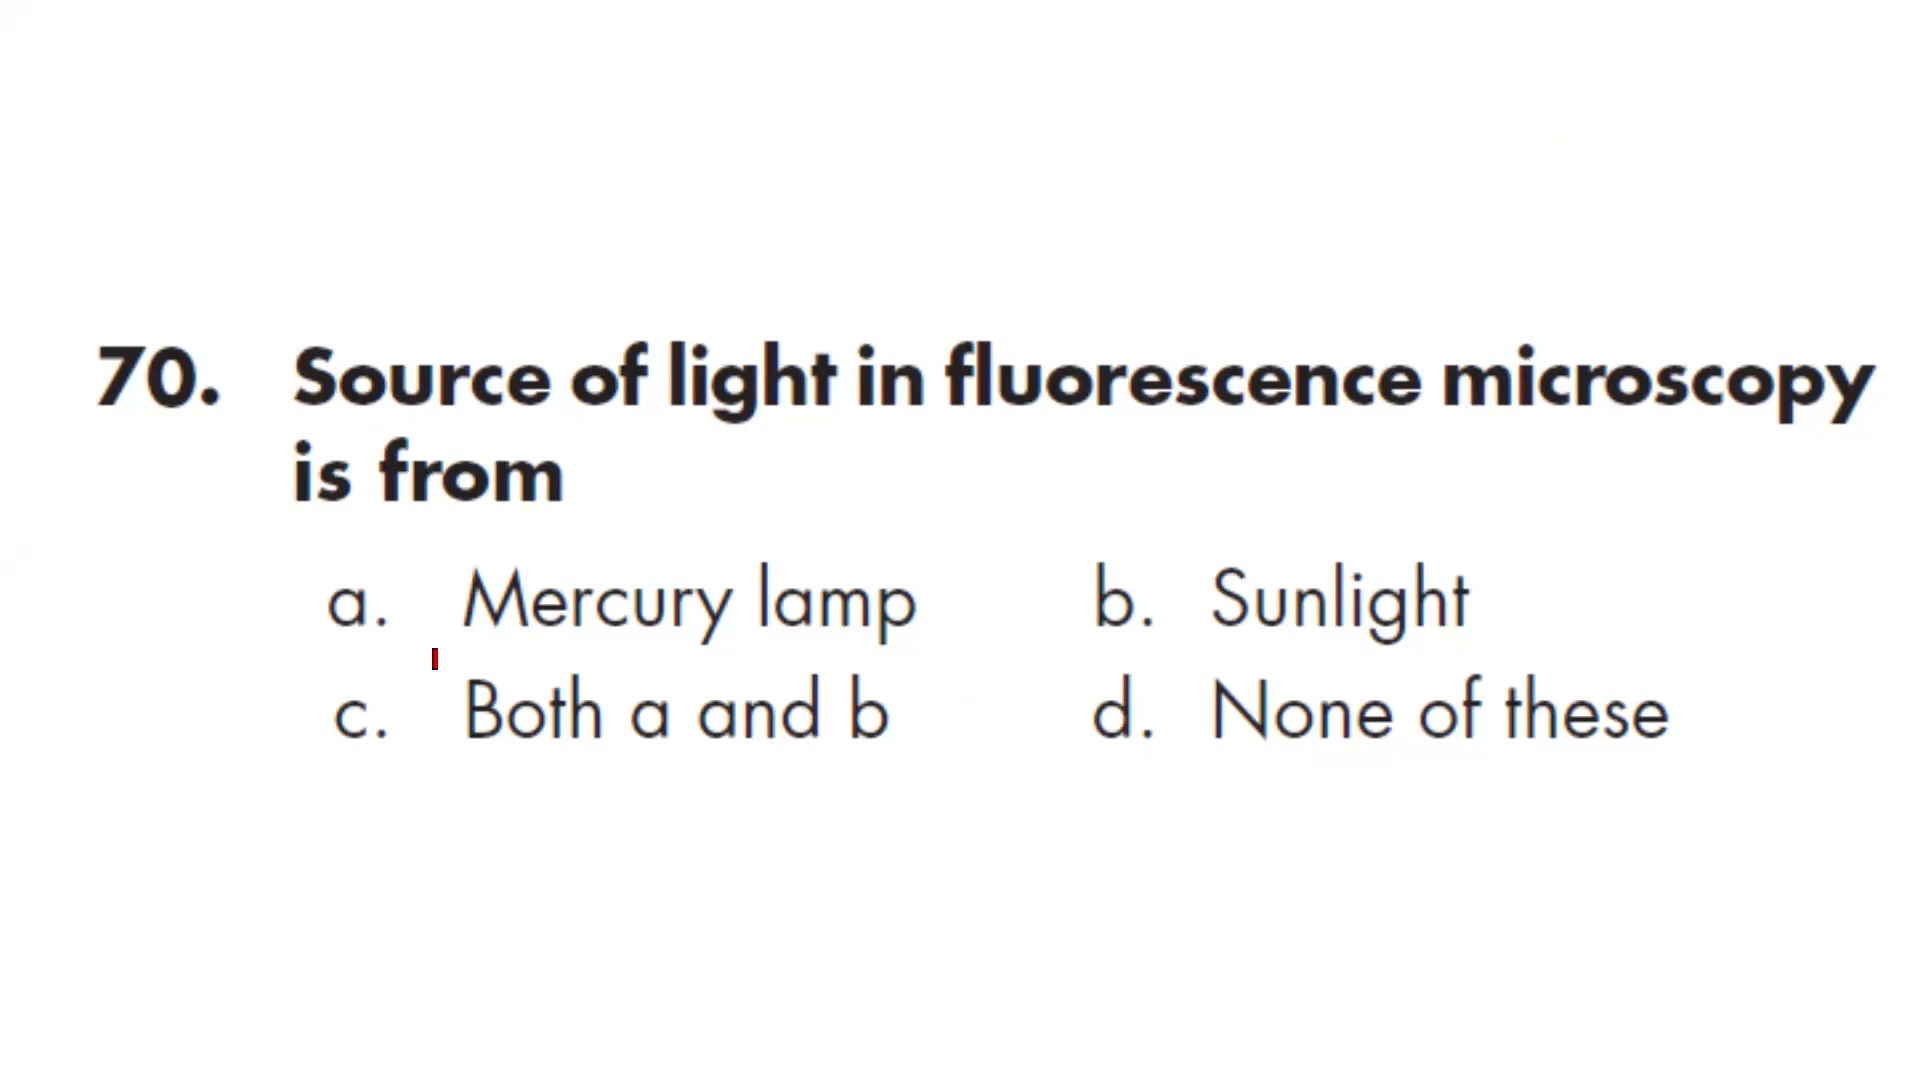 70. Source of light in fluorescence microscopy
is from
a. Mercury lamp b. Sunlight
c. Both a and b d. None of these